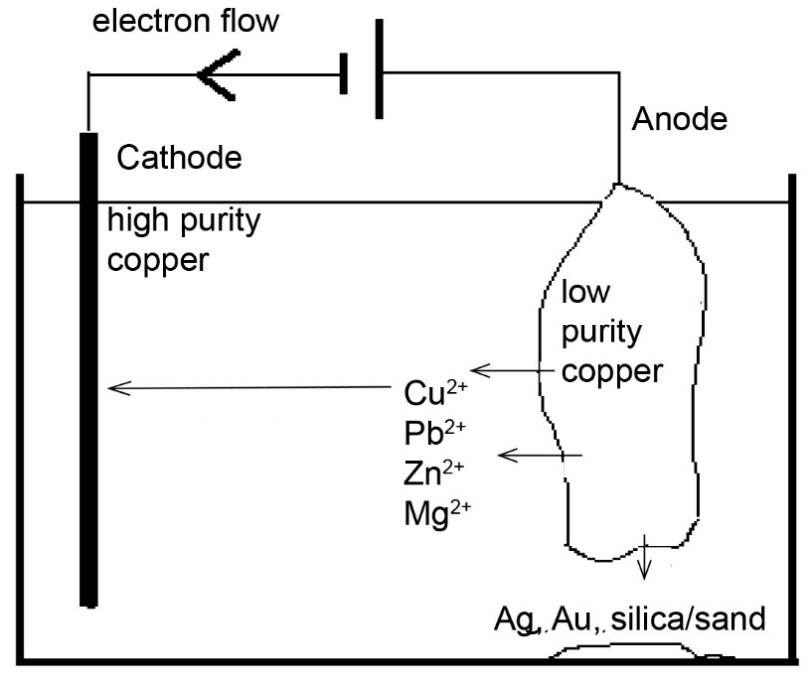 electron flow
Anode
Cathode
high purity
copper
low
purity
copper
Cu²⁺
Pb²⁺
Zn²⁺
Mg²⁺
Ag, Au, silica/sand